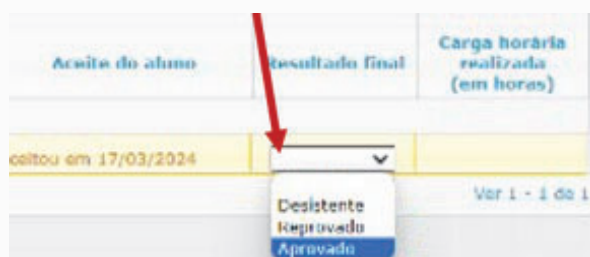 Aceite do aluno
Resultado final
Carga horária
realizada
(em horas)
ceitou em 17/03/2024
Ver 1 - 1 de 1
Desistente
Reprovado
Aprovado